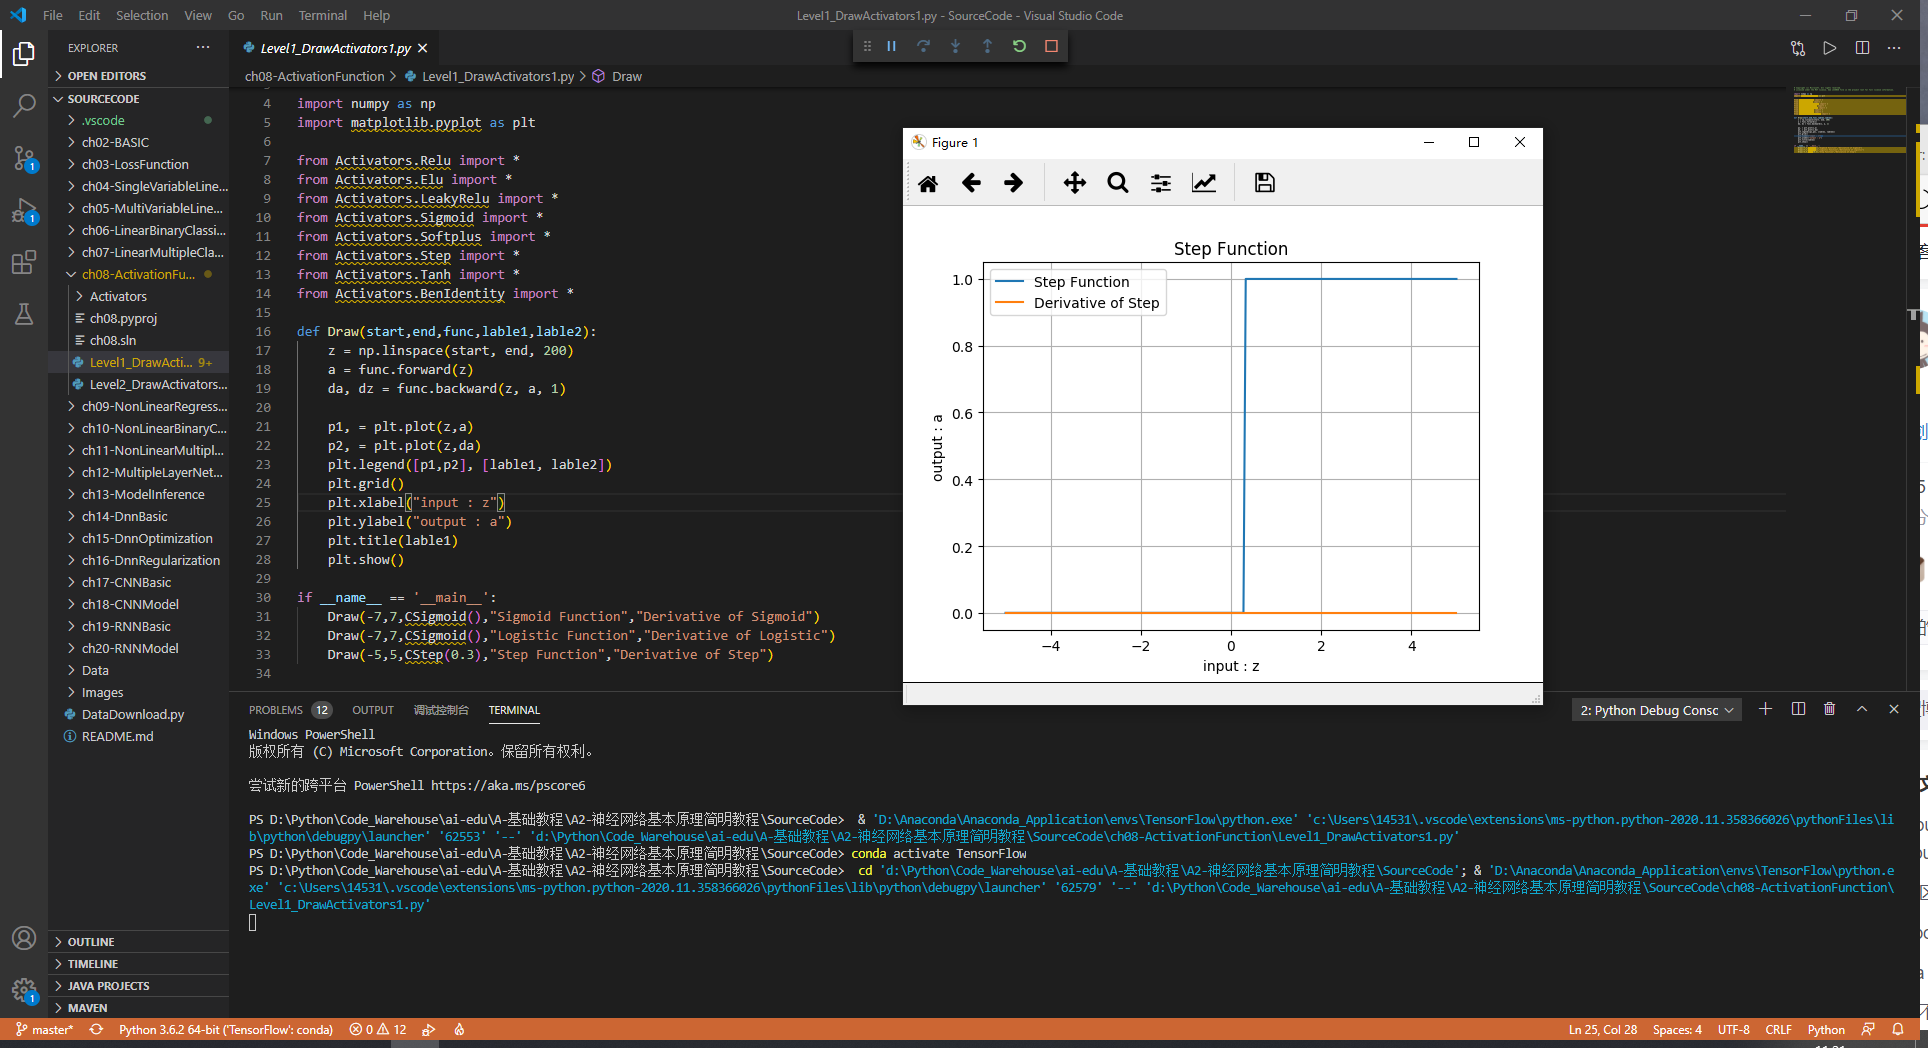 File Edit Selection View Go Run Terminal Help
Level1_DrawActivators1.py - SourceCode - Visual Studio Code
EXPLORER
OPEN EDITORS
SOURCECODE
.vscode
ch02-BASIC
ch03-LossFunction
ch04-SingleVariableLine...
ch05-MultiVariableLine...
ch06-LinearBinaryClassi...
ch07-LinearMultipleCla...
ch08-ActivationFu...
Activators
ch08.pyproj
ch08.sln
Level1_DrawActi... 9+
Level2_DrawActivators...
ch09-NonLinearRegress...
ch10-NonLinearBinaryC...
ch11-NonLinearMultipl...
ch12-MultipleLayerNet...
ch13-ModelInference
ch14-DnnBasic
ch15-DnnOptimization
ch16-DnnRegularization
ch17-CNNBasic
ch18-CNNModel
ch19-RNNBasic
ch20-RNNModel
Data
Images
DataDownload.py
README.md
OUTLINE
TIMELINE
JAVA PROJECTS
MAVEN
1
1
1
Level1_DrawActivators1.py
ch08-ActivationFunction > Level1_DrawActivators1.py > Draw
4 import numpy as np
5 import matplotlib.pyplot as plt
6
7 from Activators.Relu import *
8 from Activators.Elu import *
9 from Activators.LeakyRelu import *
10 from Activators.Sigmoid import *
11 from Activators.Softplus import *
12 from Activators.Step import *
13 from Activators.Tanh import *
14 from Activators.BenIdentity import *
15
16 def Draw(start,end,func,lable1,lable2):
17 z = np.linspace(start, end, 200)
18 a = func.forward(z)
19 da, dz = func.backward(z, a, 1)
20
21 p1, = plt.plot(z,a)
22 p2, = plt.plot(z,da)
23 plt.legend([p1,p2], [lable1, lable2])
24 plt.grid()
25 plt.xlabel("input : z")
26 plt.ylabel("output : a")
27 plt.title(lable1)
28 plt.show()
29
30 if __name__ == '__main__':
31 Draw(-7,7,CSigmoid(),"Sigmoid Function","Derivative of Sigmoid")
32 Draw(-7,7,CSigmoid(),"Logistic Function","Derivative of Logistic")
33 Draw(-5,5,CStep(0.3),"Step Function","Derivative of Step")
34
Figure 1
Step Function
Step Function
Derivative of Step
1.0
0.8
0.6
0.4
0.2
0.0
output : a
−4 −2 0 2 4
input : z
PROBLEMS 12 OUTPUT 调试控制台 TERMINAL
2: Python Debug Consc
Windows PowerShell
版权所有 (C) Microsoft Corporation。保留所有权利。
尝试新的跨平台 PowerShell https://aka.ms/pscore6
PS D:\Python\Code_Warehouse\ai-edu\A-基础教程\A2-神经网络基本原理简明教程\SourceCode> & 'D:\Anaconda\Anaconda_Application\envs\TensorFlow\python.exe' 'c:\Users\14531\.vscode\extensions\ms-python.python-2020.11.358366026\pythonFiles\li
b\python\debugpy\launcher' '62553' '--' 'd:\Python\Code_Warehouse\ai-edu\A-基础教程\A2-神经网络基本原理简明教程\SourceCode\ch08-ActivationFunction\Level1_DrawActivators1.py'
PS D:\Python\Code_Warehouse\ai-edu\A-基础教程\A2-神经网络基本原理简明教程\SourceCode> conda activate TensorFlow
PS D:\Python\Code_Warehouse\ai-edu\A-基础教程\A2-神经网络基本原理简明教程\SourceCode> cd 'd:\Python\Code_Warehouse\ai-edu\A-基础教程\A2-神经网络基本原理简明教程\SourceCode'; & 'D:\Anaconda\Anaconda_Application\envs\TensorFlow\python.e
xe' 'c:\Users\14531\.vscode\extensions\ms-python.python-2020.11.358366026\pythonFiles\lib\python\debugpy\launcher' '62579' '--' 'd:\Python\Code_Warehouse\ai-edu\A-基础教程\A2-神经网络基本原理简明教程\SourceCode\ch08-ActivationFunction\
Level1_DrawActivators1.py'
master* Python 3.6.2 64-bit ('TensorFlow': conda) 0 12
Ln 25, Col 28 Spaces: 4 UTF-8 CRLF Python